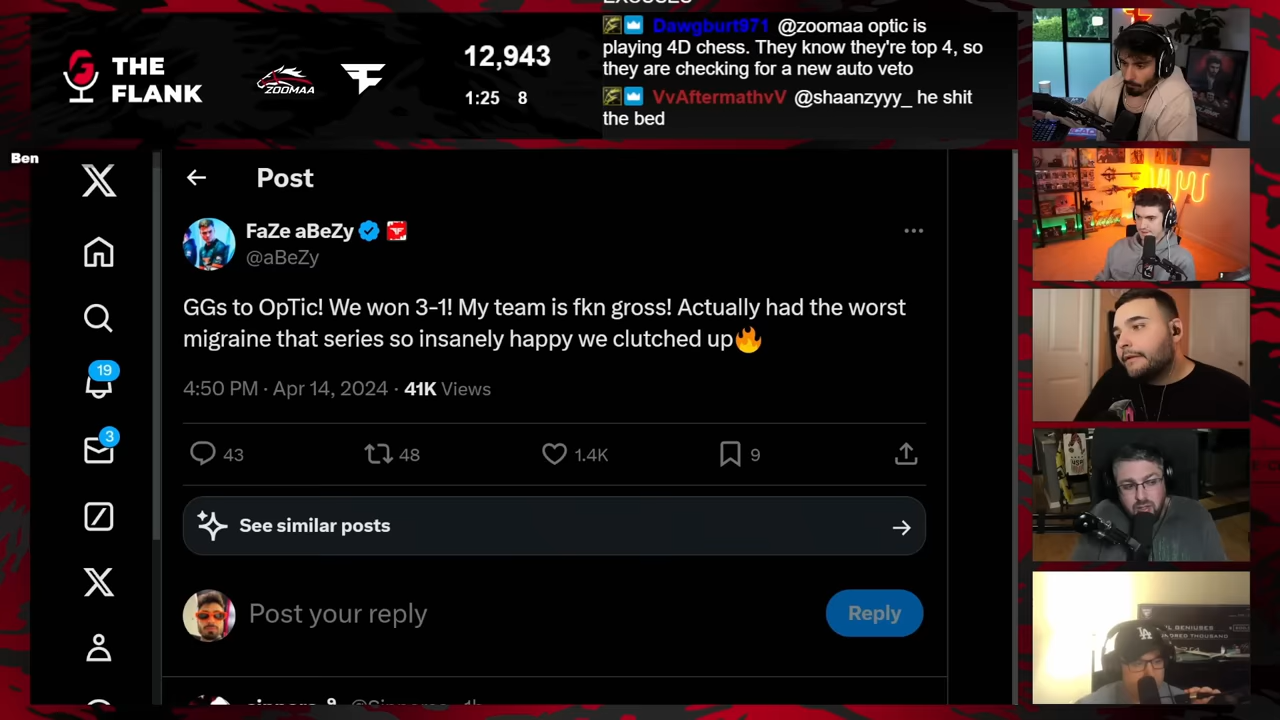 THE
FLANK
ZOOMAA
12,943
1:25 8
Dawgburt971 @zoomaa optic is
playing 4D chess. They know they're top 4, so
they are checking for a new auto veto
VvAftermathvV @shaanzyyy_ he shit
the bed
Ben
Post
FaZe aBeZy
@aBeZy
GGs to OpTic! We won 3-1! My team is fkn gross! Actually had the worst
migraine that series so insanely happy we clutched up🔥
4:50 PM · Apr 14, 2024 · 41K Views
19
3
43 48 1.4K 9
See similar posts
Post your reply
Reply
LA